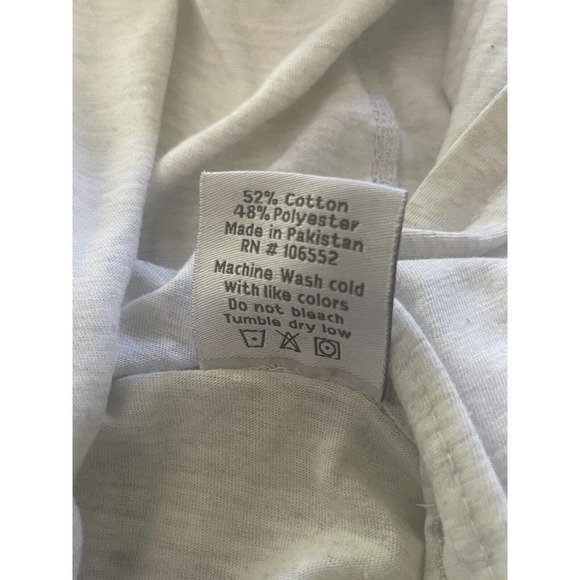 52% Cotton
48% Polyester
Made in Pakistan
RN # 106552
Machine Wash cold
with like colors
Do not bleach
Tumble dry low